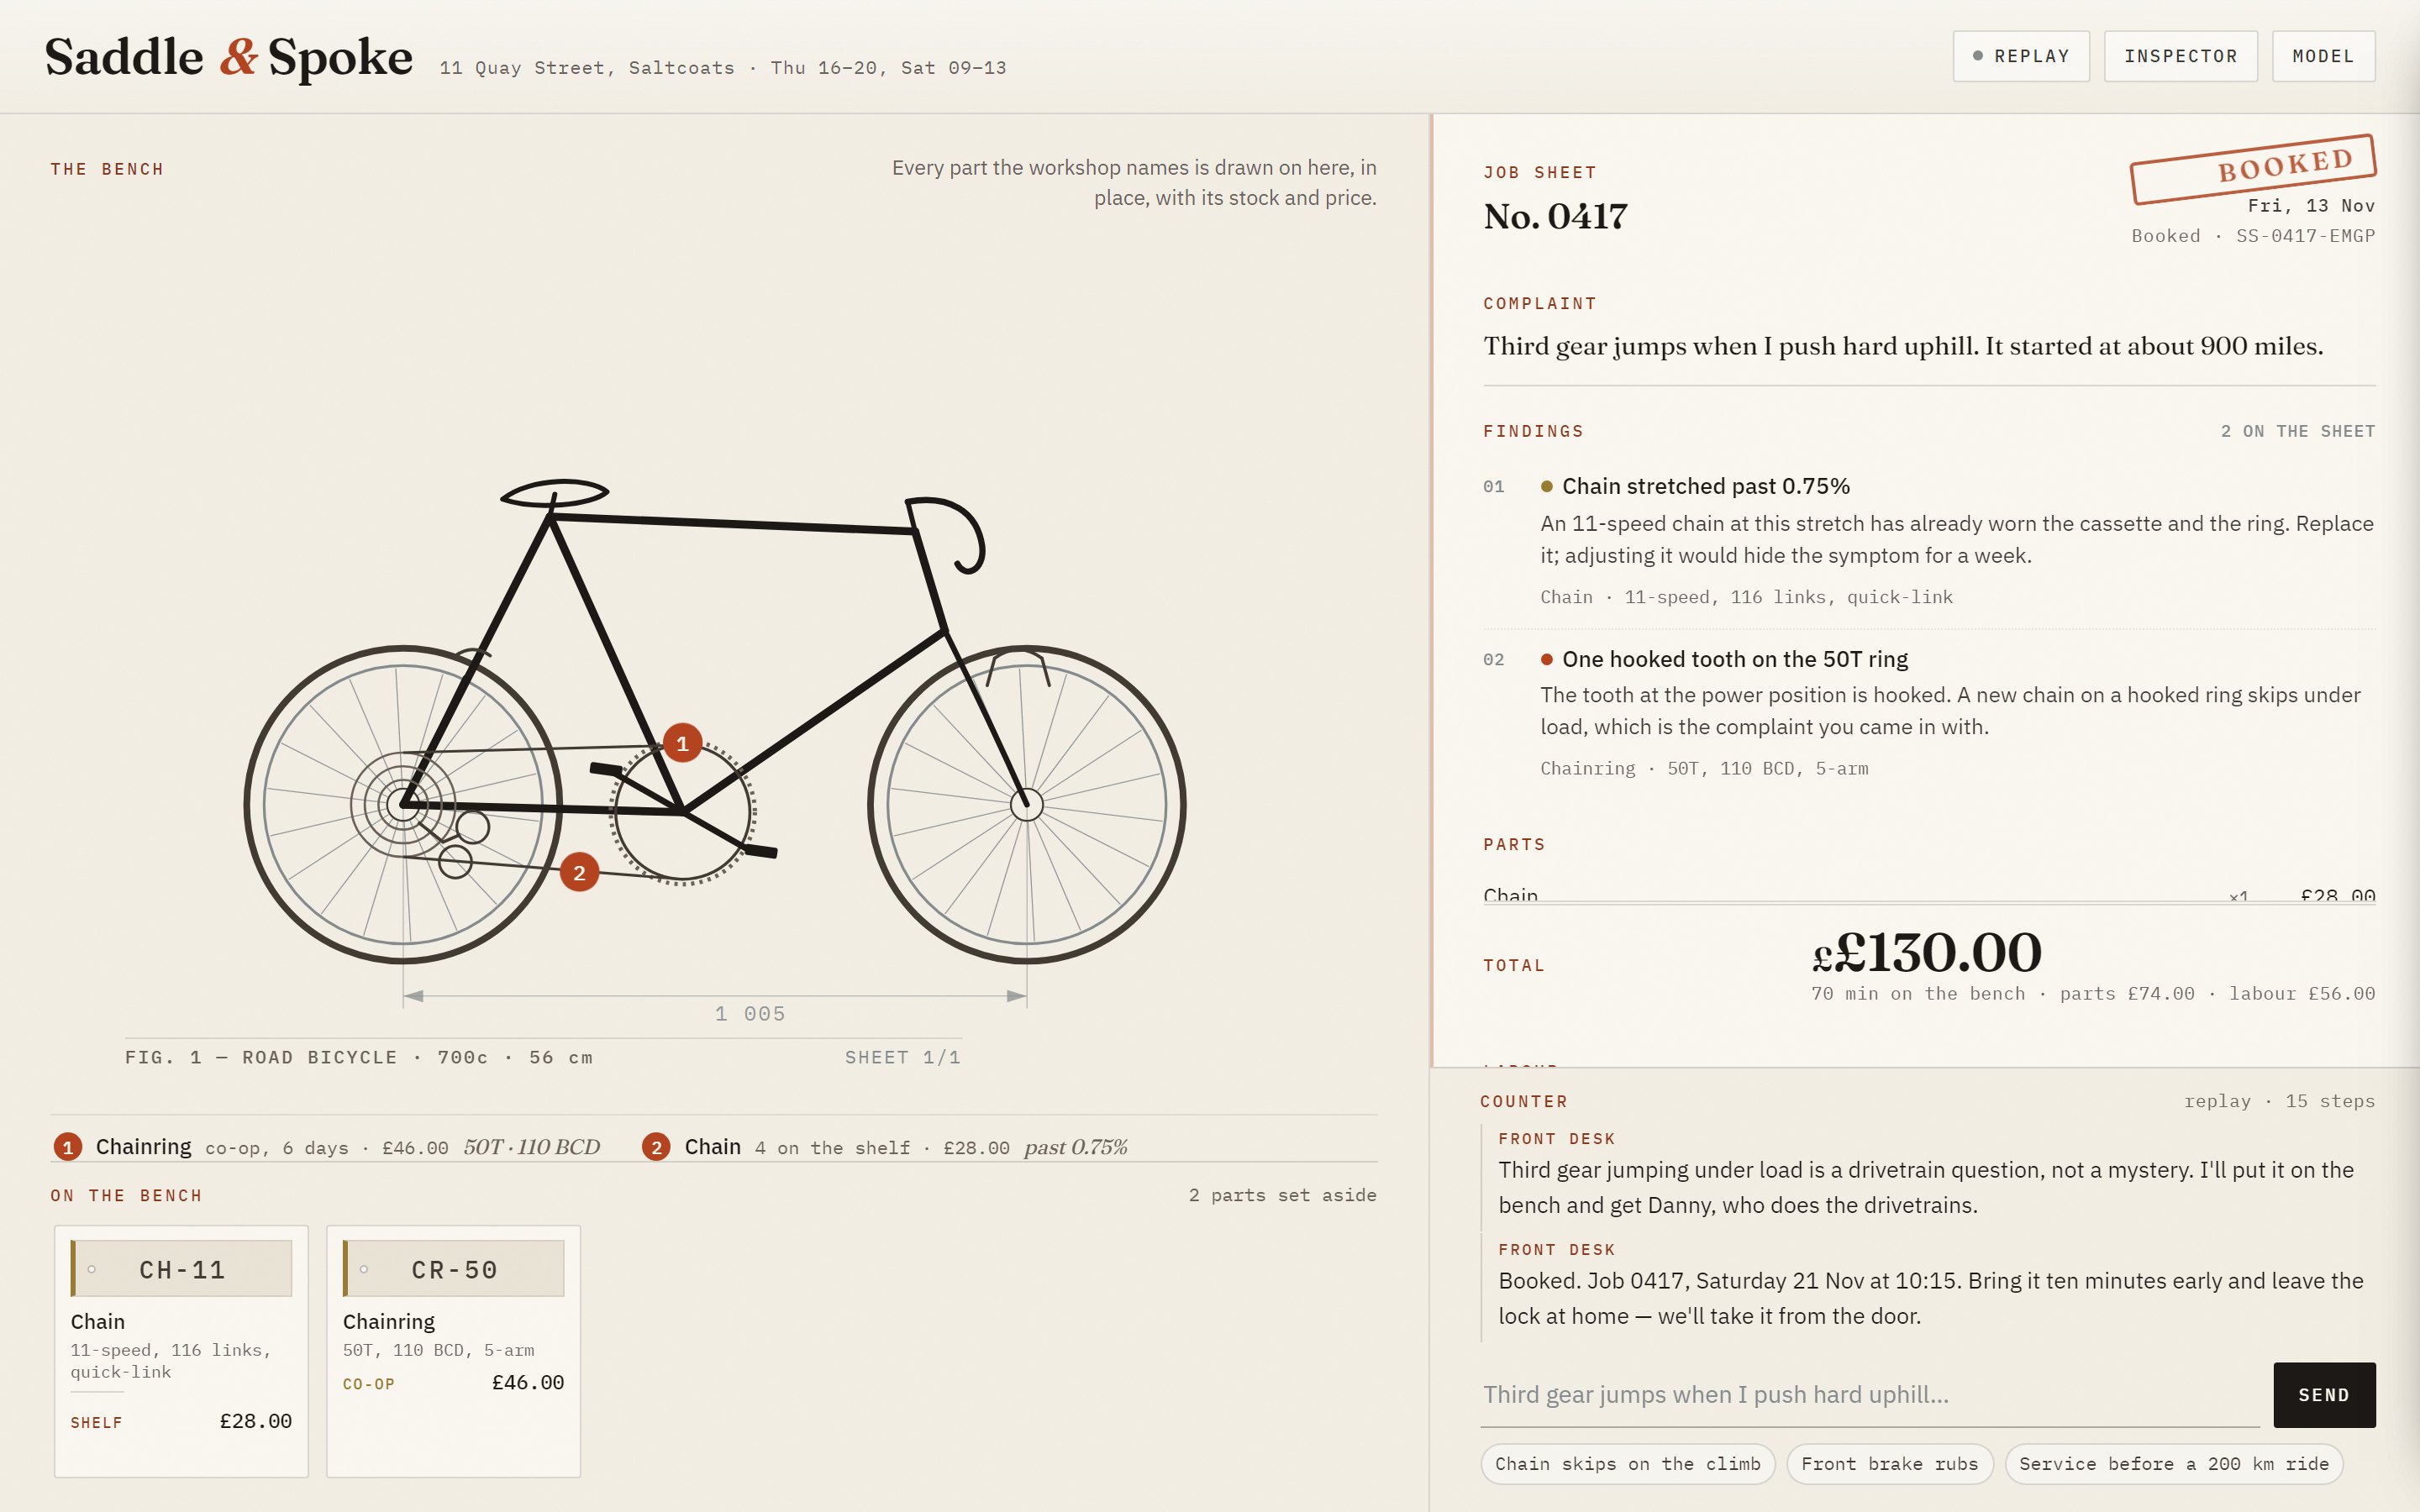 Saddle & Spoke
11 Quay Street, Saltcoats · Thu 16–20, Sat 09–13
REPLAY
INSPECTOR
MODEL
THE BENCH
Every part the workshop names is drawn on here, in
place, with its stock and price.
1
2
1 005
FIG. 1 — ROAD BICYCLE · 700c · 56 cm
SHEET 1/1
1 Chainring co-op, 6 days · £46.00 50T · 110 BCD
2 Chain 4 on the shelf · £28.00 past 0.75%
ON THE BENCH
2 parts set aside
CH-11
Chain
11-speed, 116 links,
quick-link
SHELF £28.00
CR-50
Chainring
50T, 110 BCD, 5-arm
CO-OP £46.00
JOB SHEET
No. 0417
BOOKED
Fri, 13 Nov
Booked · SS-0417-EMGP
COMPLAINT
Third gear jumps when I push hard uphill. It started at about 900 miles.
FINDINGS
2 ON THE SHEET
01 Chain stretched past 0.75%
An 11-speed chain at this stretch has already worn the cassette and the ring. Replace
it; adjusting it would hide the symptom for a week.
Chain · 11-speed, 116 links, quick-link
02 One hooked tooth on the 50T ring
The tooth at the power position is hooked. A new chain on a hooked ring skips under
load, which is the complaint you came in with.
Chainring · 50T, 110 BCD, 5-arm
PARTS
Chain ×1 £28.00
TOTAL
££130.00
70 min on the bench · parts £74.00 · labour £56.00
COUNTER
replay · 15 steps
FRONT DESK
Third gear jumping under load is a drivetrain question, not a mystery. I'll put it on the
bench and get Danny, who does the drivetrains.
FRONT DESK
Booked. Job 0417, Saturday 21 Nov at 10:15. Bring it ten minutes early and leave the
lock at home — we'll take it from the door.
Third gear jumps when I push hard uphill...
SEND
Chain skips on the climb
Front brake rubs
Service before a 200 km ride